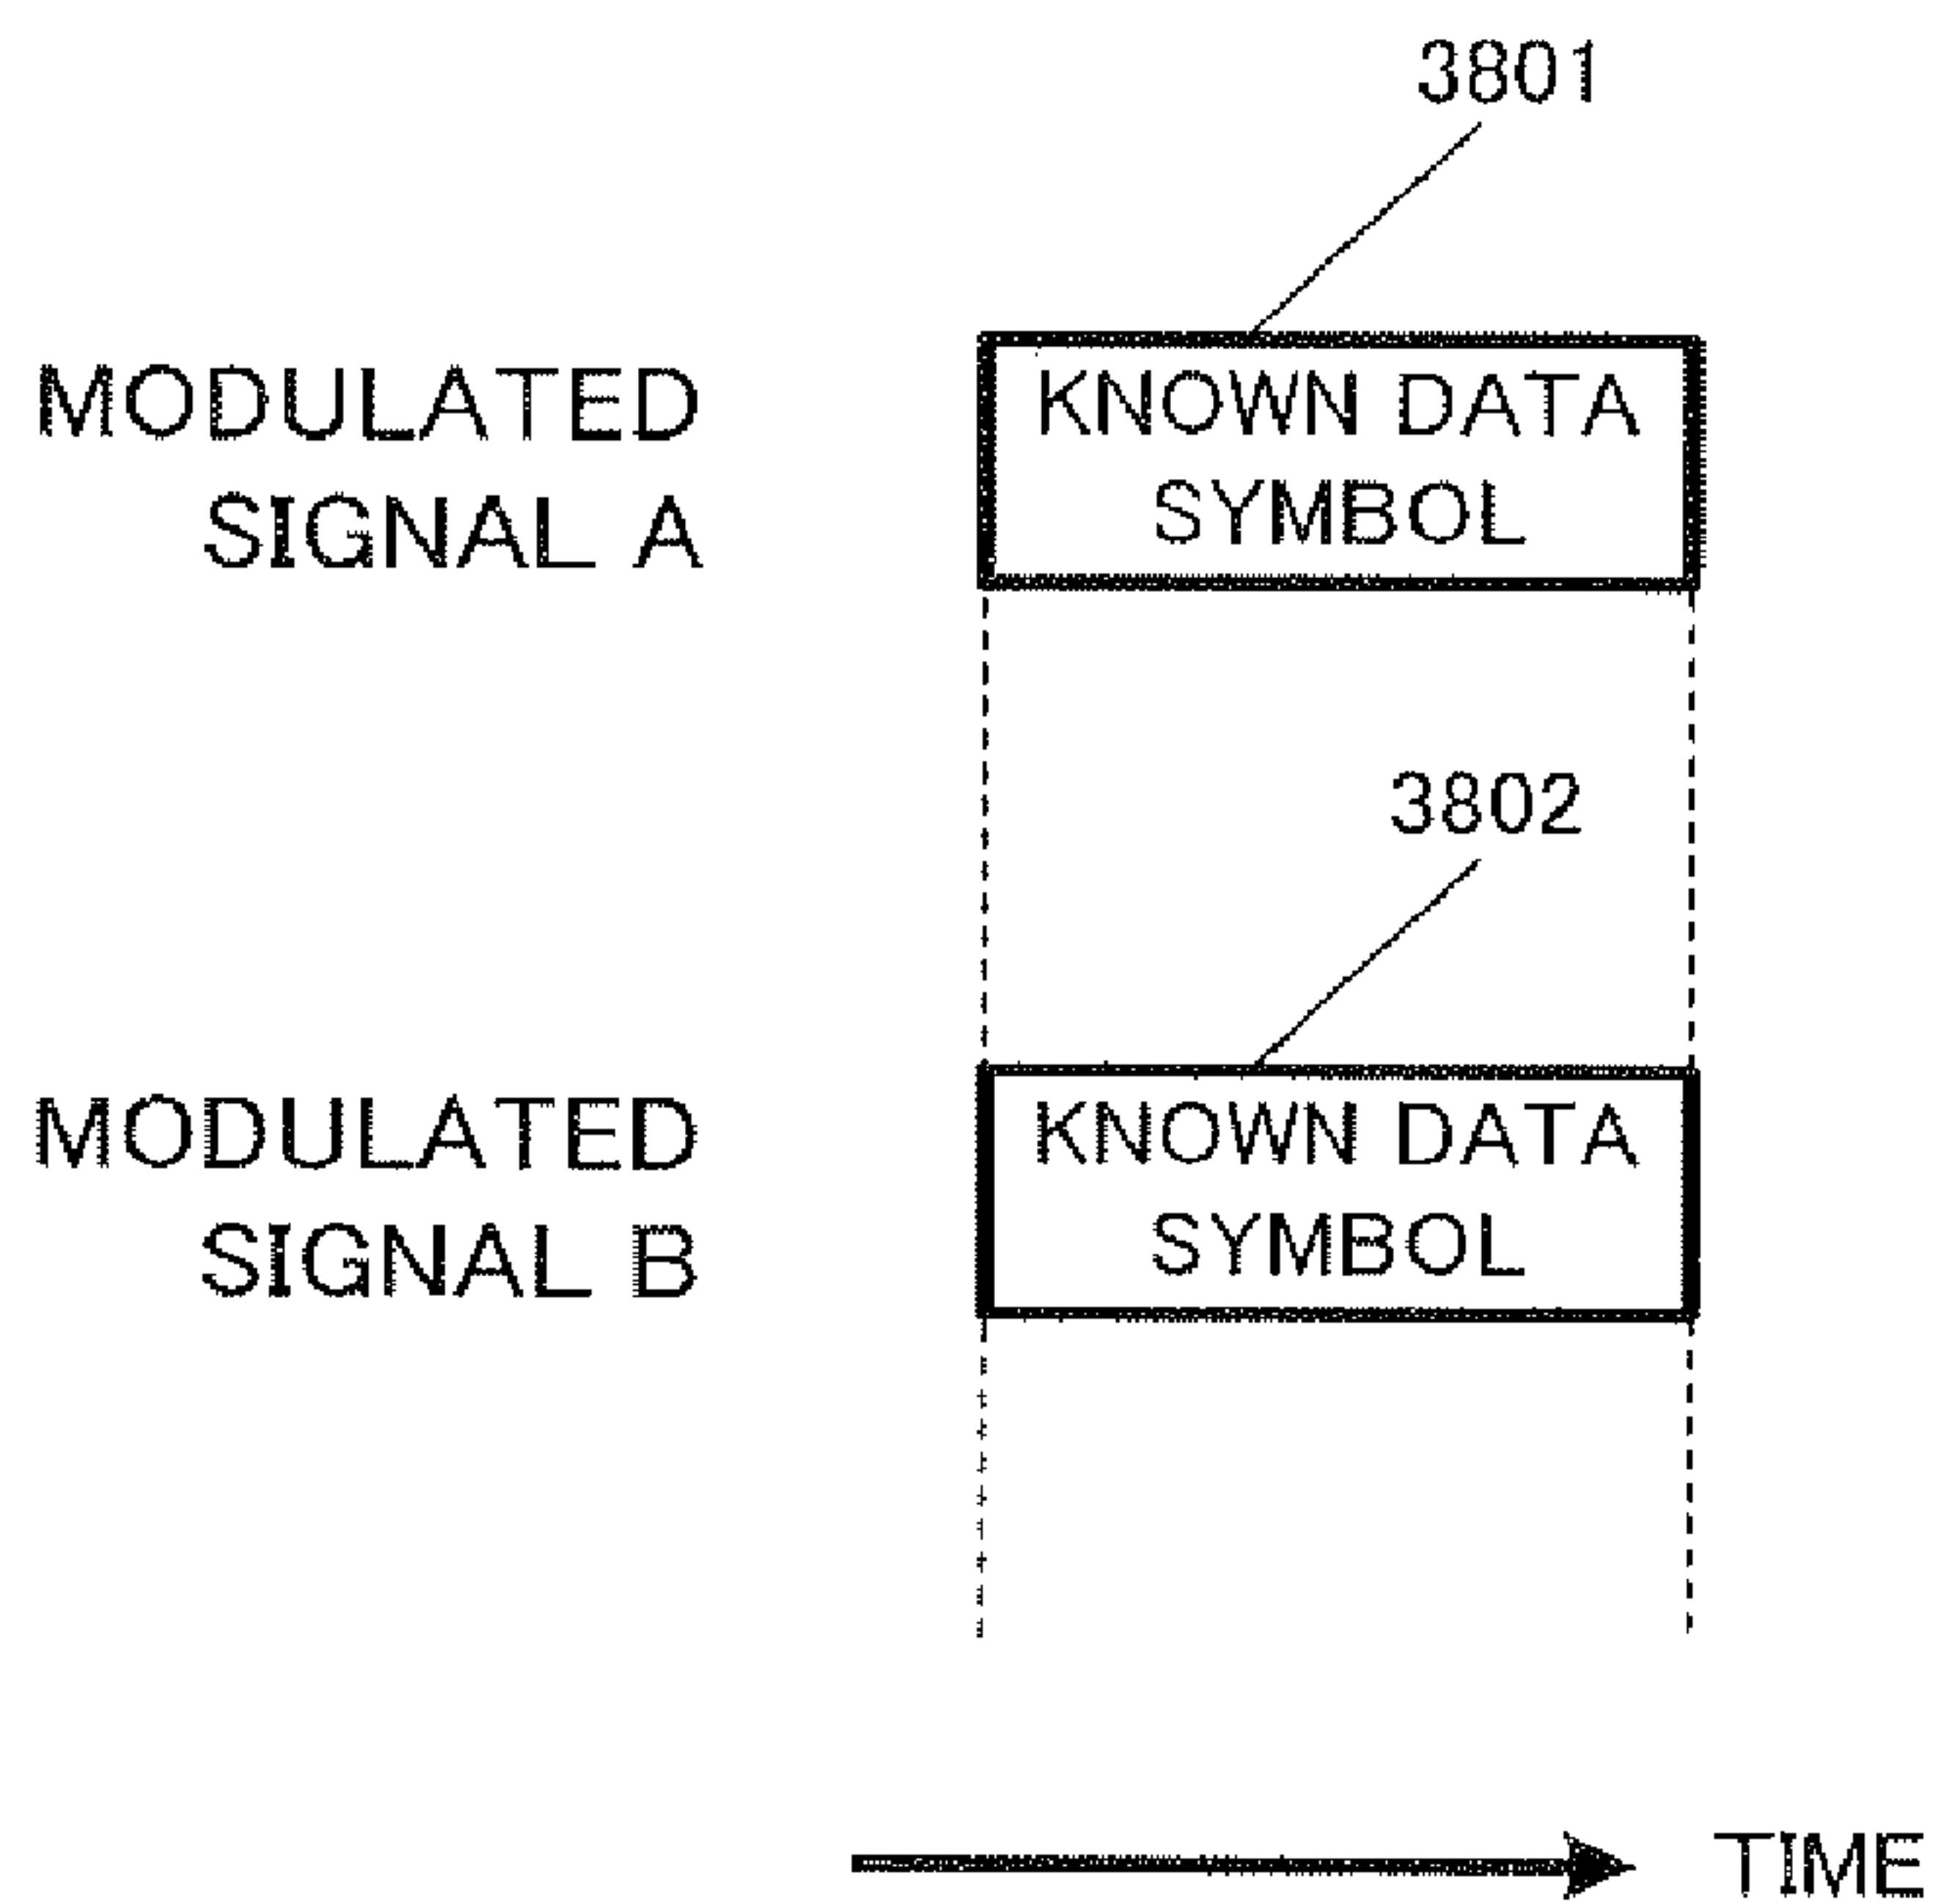 3801
MODULATED
SIGNAL A
KNOWN DATA
SYMBOL
3802
MODULATED
SIGNAL B
KNOWN DATA
SYMBOL
TIME